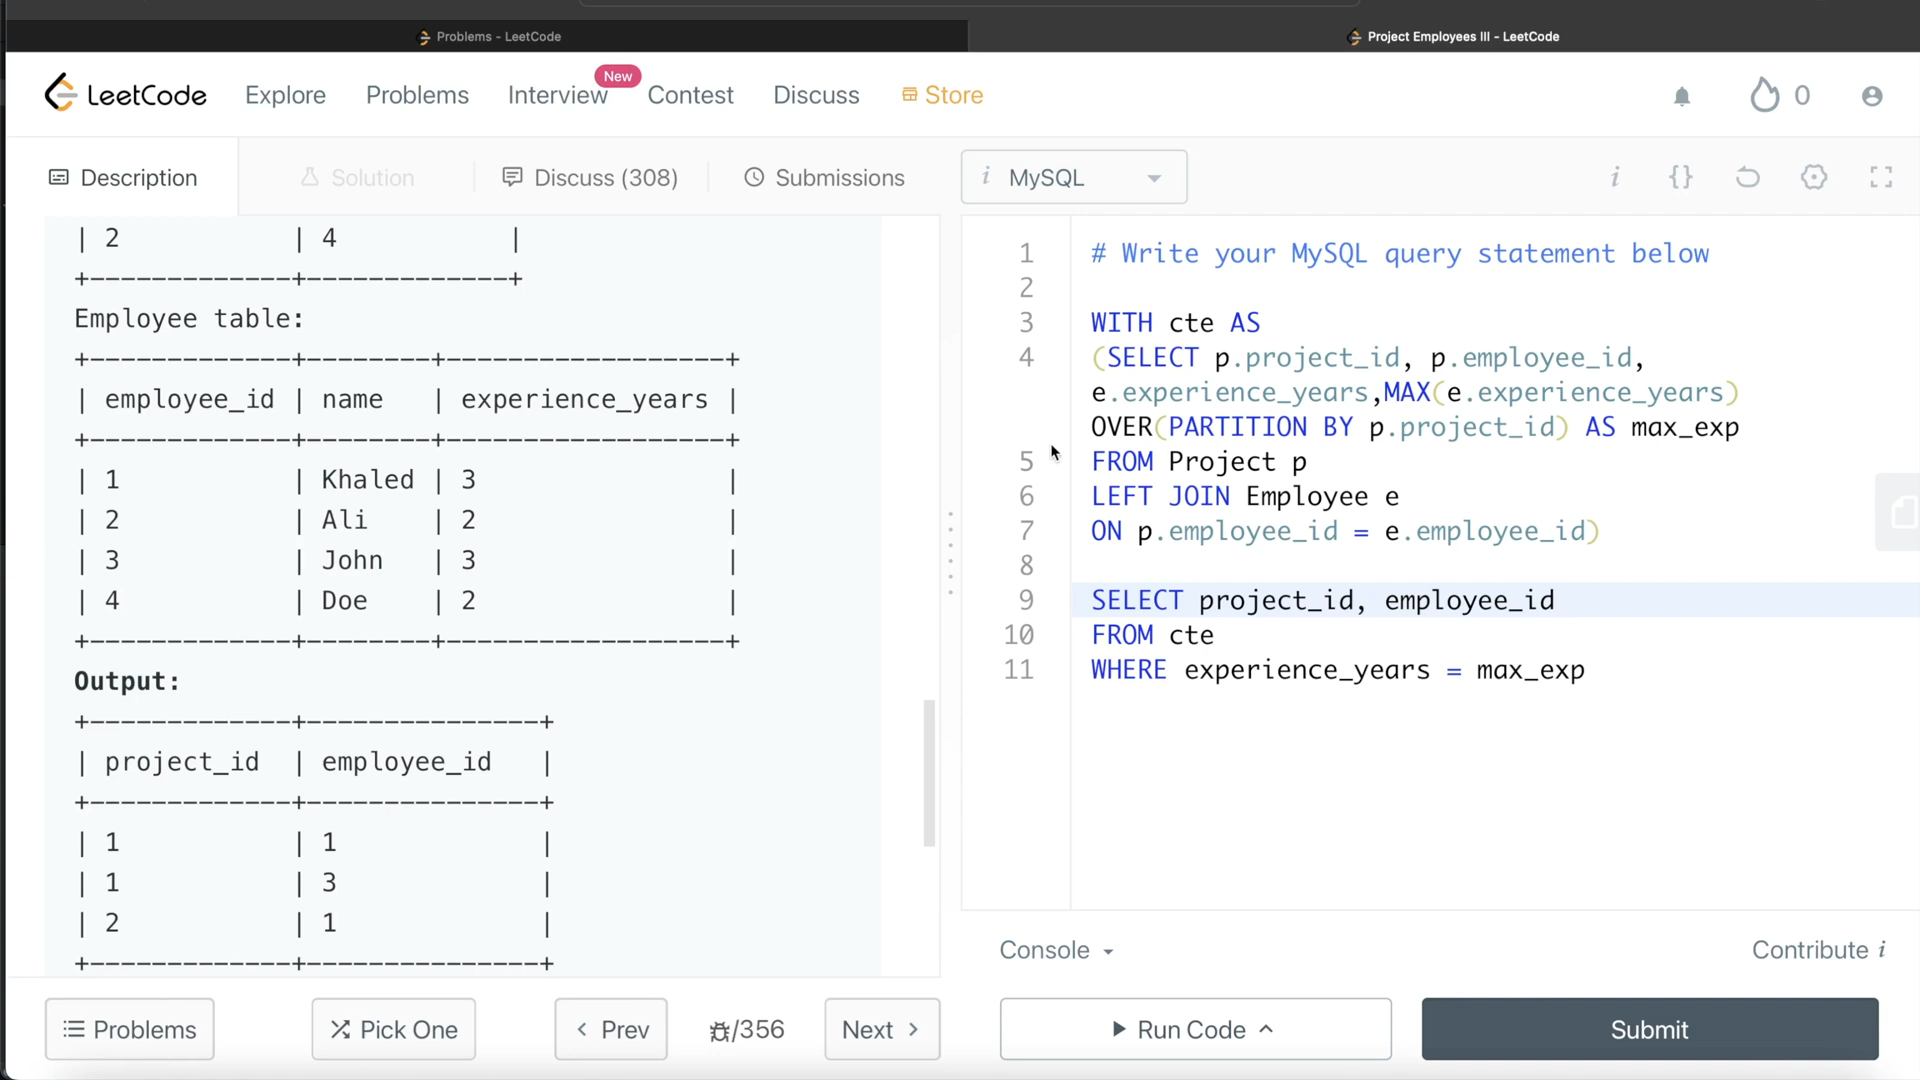 Problems - LeetCode
Project Employees III - LeetCode
LeetCode
Explore
Problems
Interview
New
Contest
Discuss
Store
0
Description
Solution
Discuss (308)
Submissions
i MySQL
i {}
| 2 | 4 |
+-------------+-------------+
Employee table:
+-------------+--------+------------------+
| employee_id | name | experience_years |
+-------------+--------+------------------+
| 1 | Khaled | 3 |
| 2 | Ali | 2 |
| 3 | John | 3 |
| 4 | Doe | 2 |
+-------------+--------+------------------+
Output:
+-------------+---------------+
| project_id | employee_id |
+-------------+---------------+
| 1 | 1 |
| 1 | 3 |
| 2 | 1 |
+-------------+---------------+
1 # Write your MySQL query statement below
2
3 WITH cte AS
4 (SELECT p.project_id, p.employee_id,
e.experience_years,MAX(e.experience_years)
OVER(PARTITION BY p.project_id) AS max_exp
5 FROM Project p
6 LEFT JOIN Employee e
7 ON p.employee_id = e.employee_id)
8
9 SELECT project_id, employee_id
10 FROM cte
11 WHERE experience_years = max_exp
Console
Contribute i
Problems
Pick One
< Prev
/356
Next >
Run Code
Submit